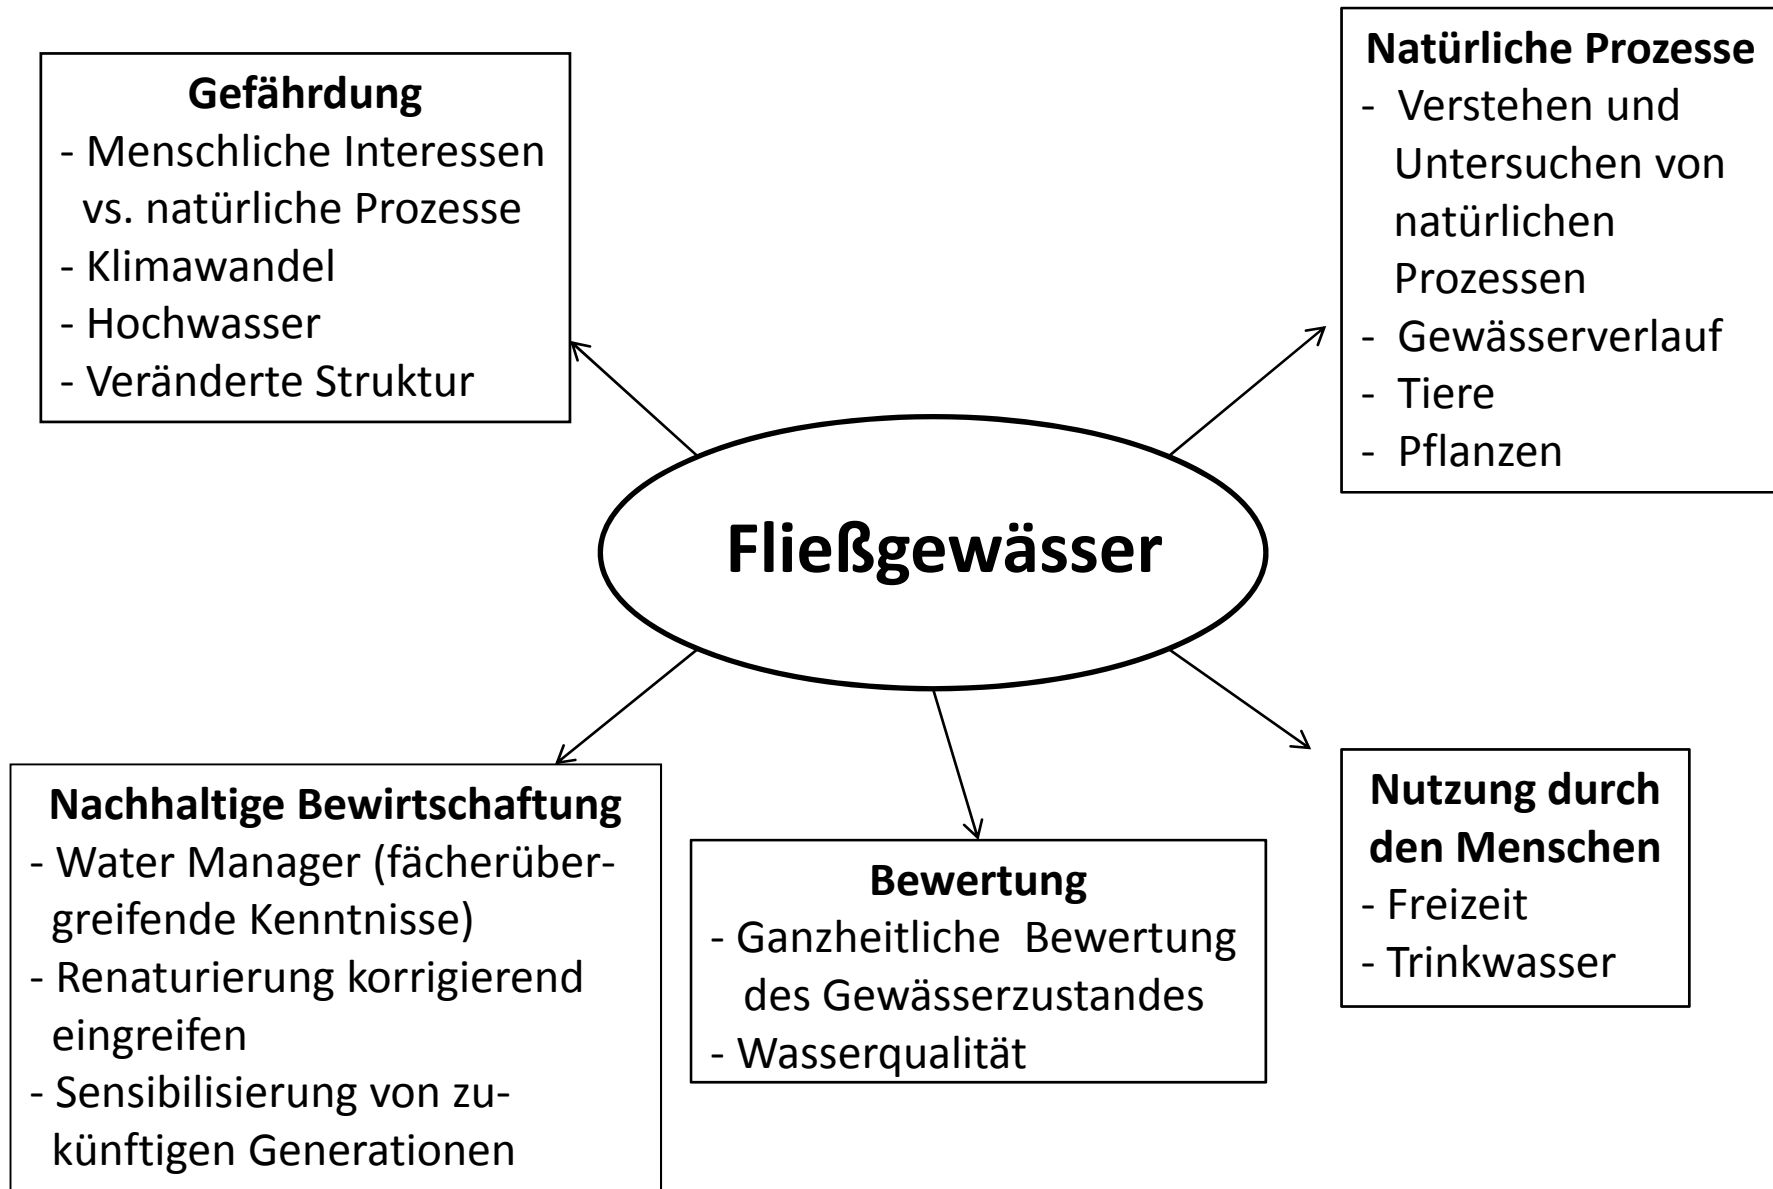 Gefährdung
- Menschliche Interessen
vs. natürliche Prozesse
- Klimawandel
- Hochwasser
- Veränderte Struktur
Natürliche Prozesse
- Verstehen und
Untersuchen von
natürlichen
Prozessen
- Gewässerverlauf
- Tiere
- Pflanzen
Fließgewässer
Nachhaltige Bewirtschaftung
- Water Manager (fächerüber-
greifende Kenntnisse)
- Renaturierung korrigierend
eingreifen
- Sensibilisierung von zu-
künftigen Generationen
Bewertung
- Ganzheitliche Bewertung
des Gewässerzustandes
- Wasserqualität
Nutzung durch
den Menschen
- Freizeit
- Trinkwasser